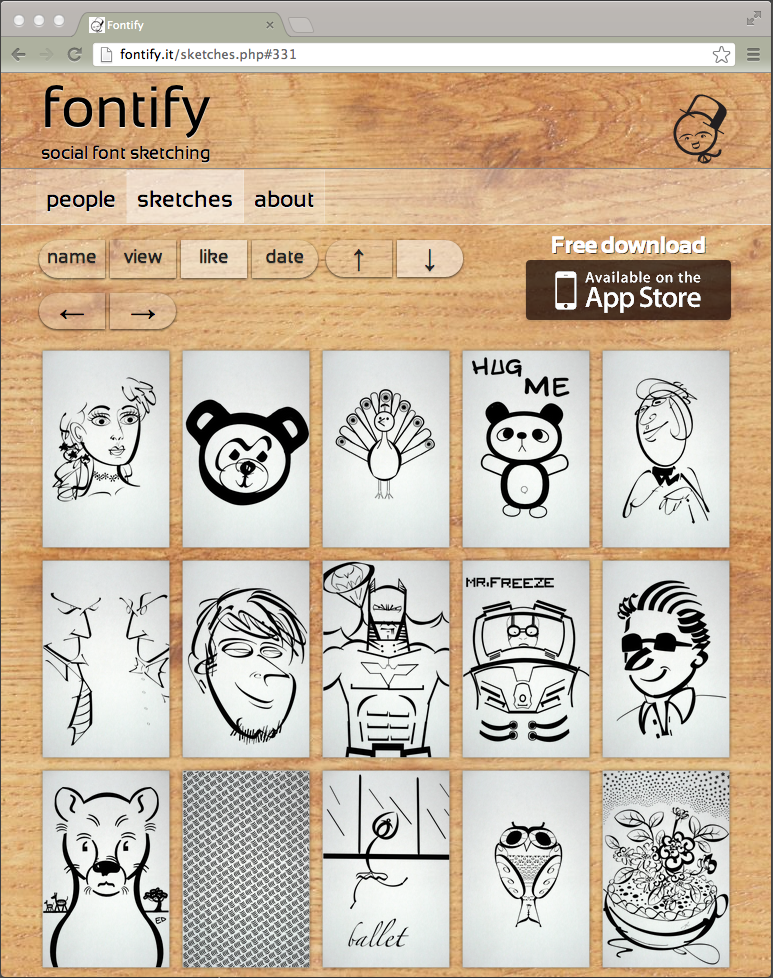 Fontify
fontify.it/sketches.php#331
fontify
social font sketching
people sketches about
name view like date ↑ ↓
Free download
Available on the
App Store
← →
HUG
ME
MR.FREEZE
ED
ballet